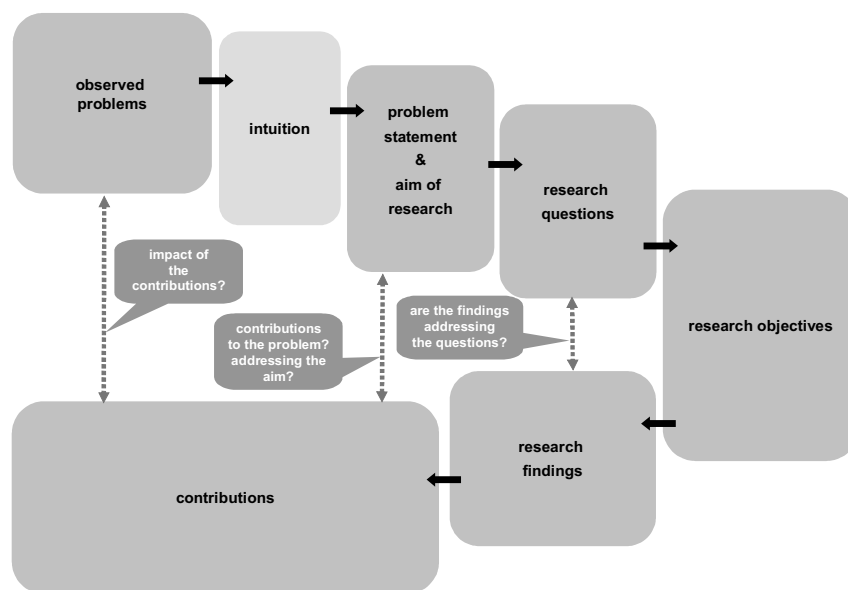 observed
problems
intuition
problem
statement
&
aim of
research
research
questions
research objectives
impact of
the
contributions?
contributions
to the problem?
addressing the
aim?
are the findings
addressing
the questions?
research
findings
contributions